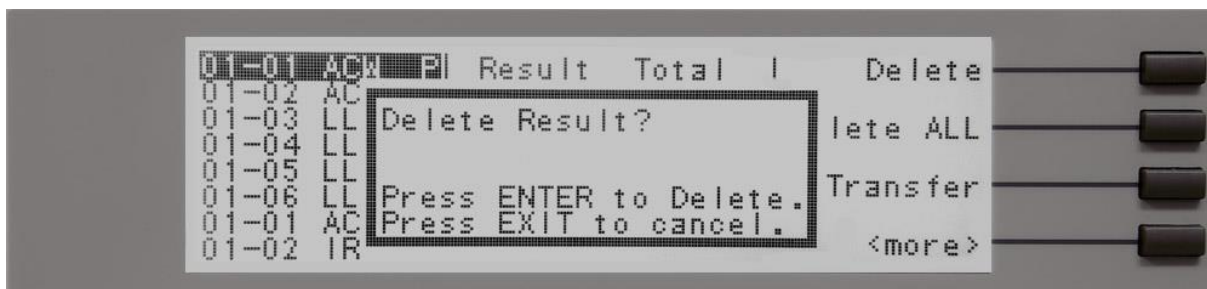 01-01 ACW P Result Total Delete
01-02 AC
01-03 LL Delete Result? lete ALL
01-04 LL
01-05 LL Transfer
01-06 LL Press ENTER to Delete.
01-01 AC Press EXIT to cancel.
01-02 IR <more>